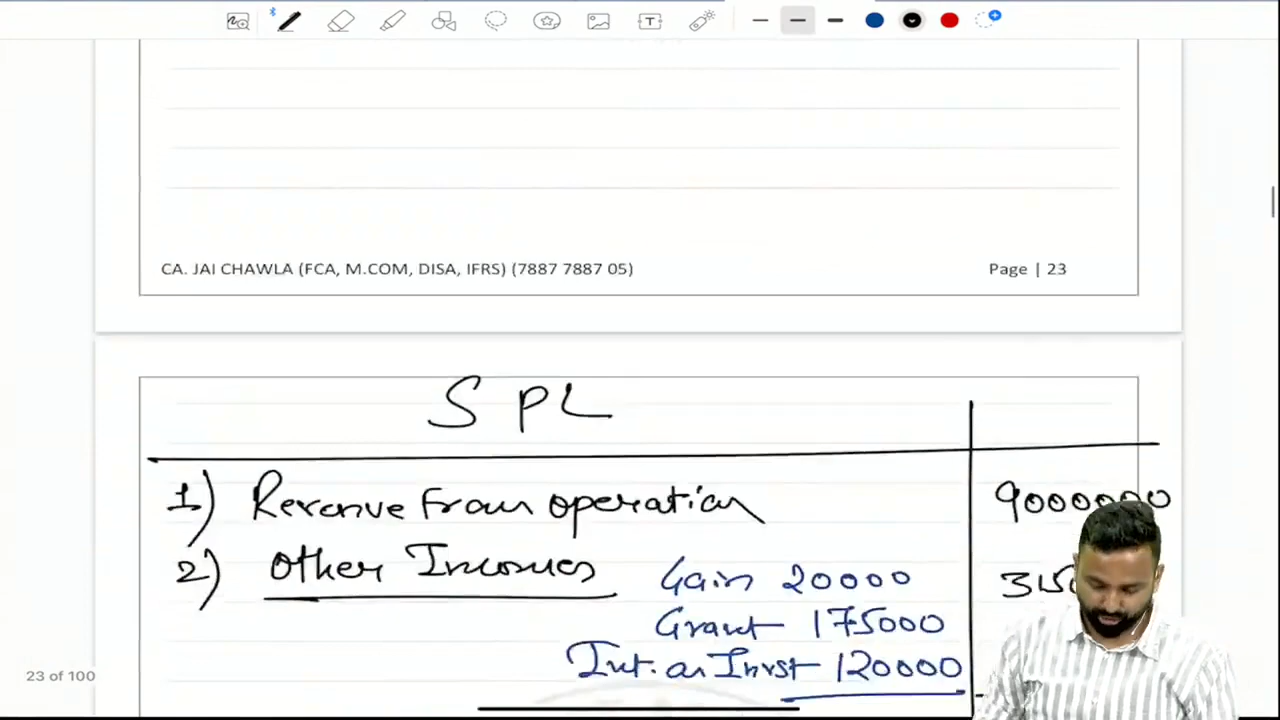 T
CA. JAI CHAWLA (FCA, M.COM, DISA, IFRS) (7887 7887 05)
Page | 23
SPL
1) Revenue from operation 9000000
2) Other Incomes
Gain 20000
Grant 175000
Int. on Invst 120000
23 of 100